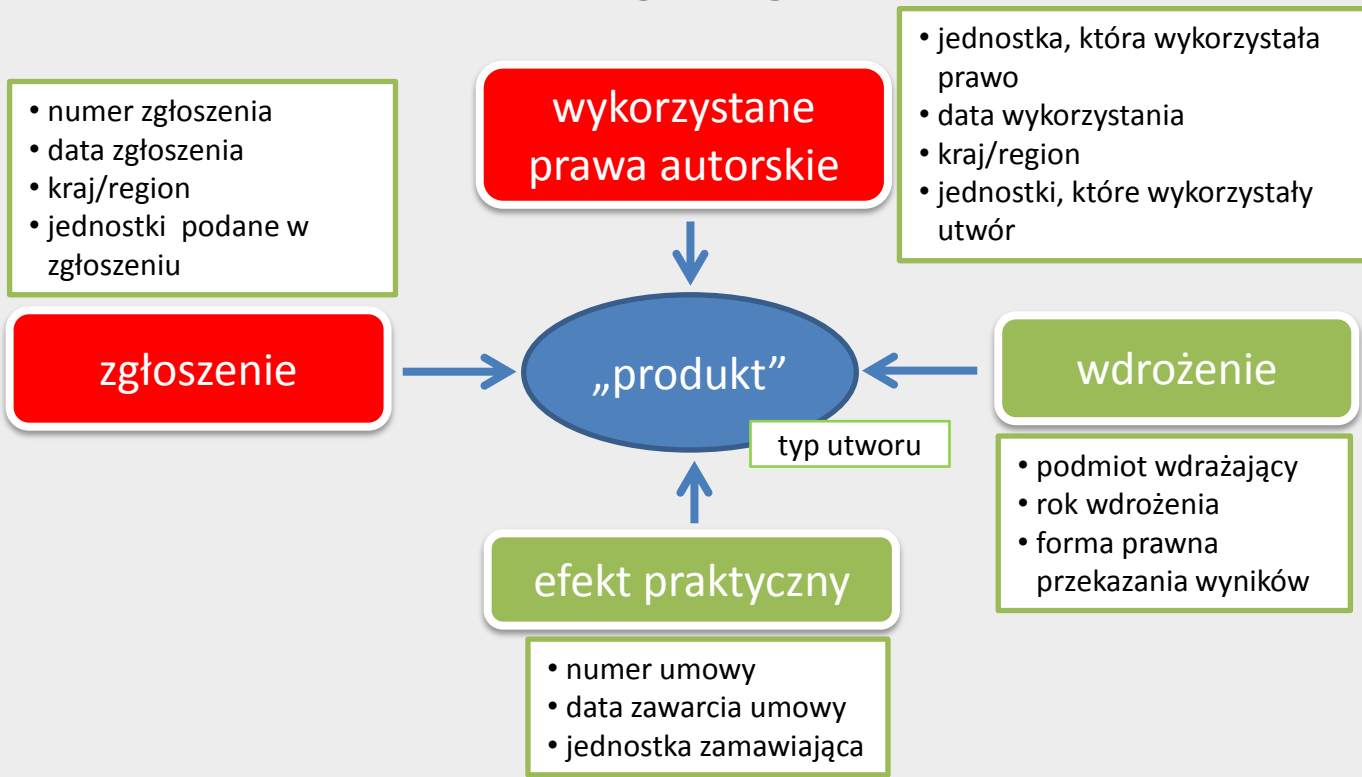 • numer zgłoszenia
• data zgłoszenia
• kraj/region
• jednostki podane w
zgłoszeniu
wykorzystane
prawa autorskie
• jednostka, która wykorzystała
prawo
• data wykorzystania
• kraj/region
• jednostki, które wykorzystały
utwór
zgłoszenie
„produkt”
typ utworu
wdrożenie
• podmiot wdrażający
• rok wdrożenia
• forma prawna
przekazania wyników
efekt praktyczny
• numer umowy
• data zawarcia umowy
• jednostka zamawiająca